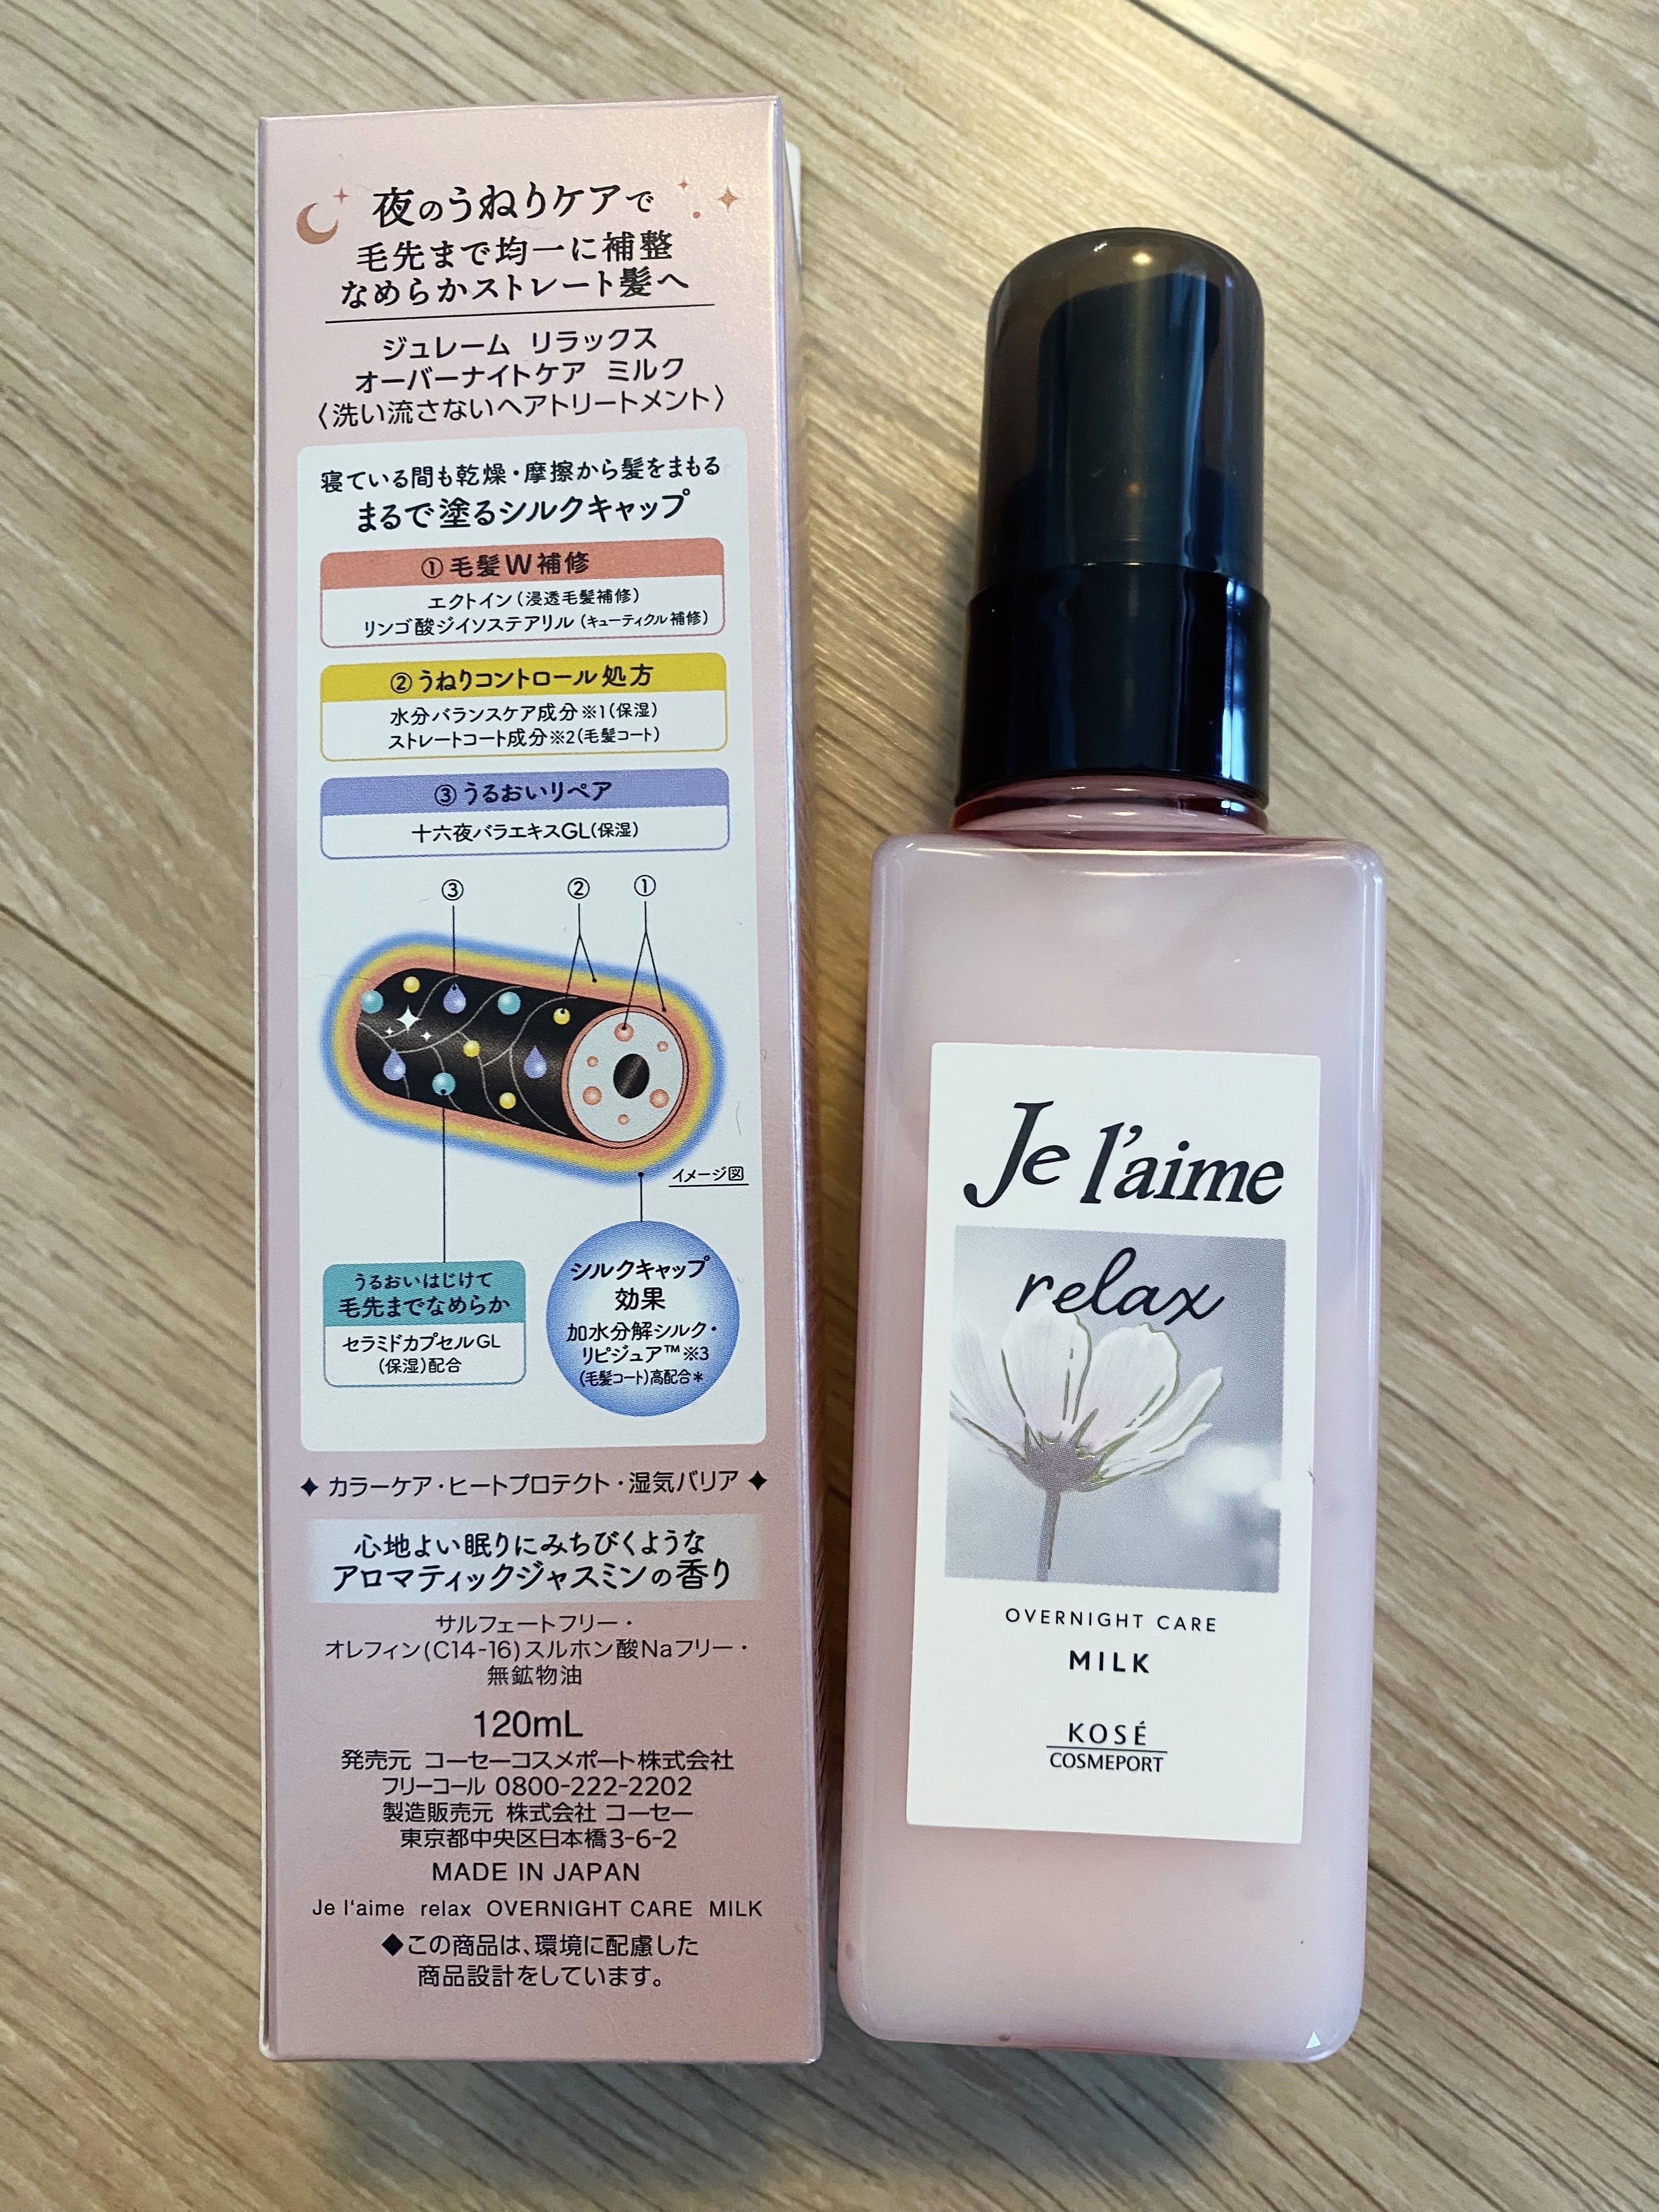 夜のうねりケアで
毛先まで均一に補整
なめらかストレート髪へ
ジュレーム リラックス
オーバーナイトケア ミルク
〈洗い流さないヘアトリートメント〉
寝ている間も乾燥・摩擦から髪をまもる
まるで塗るシルクキャップ
①毛髪W補修
エクトイン(浸透毛髪補修)
リンゴ酸ジイソステアリル(キューティクル補修)
②うねりコントロール処方
水分バランスケア成分※1(保湿)
ストレートコート成分※2(毛髪コート)
③うるおいリペア
十六夜バラエキスGL(保湿)
③ ② ①
イメージ図
うるおいはじけて
毛先までなめらか
セラミドカプセルGL
(保湿)配合
シルクキャップ
効果
加水分解シルク・
リピジュア™※3
(毛髪コート)高配合*
カラーケア・ヒートプロテクト・湿気バリア
心地よい眠りにみちびくような
アロマティックジャスミンの香り
サルフェートフリー・
オレフィン(C14-16)スルホン酸Naフリー・
無鉱物油
120mL
発売元 コーセーコスメポート株式会社
フリーコール 0800-222-2202
製造販売元 株式会社 コーセー
東京都中央区日本橋3-6-2
MADE IN JAPAN
Je l'aime relax OVERNIGHT CARE MILK
◆この商品は、環境に配慮した
商品設計をしています。
Je l'aime
relax
OVERNIGHT CARE
MILK
KOSÉ
COSMEPORT